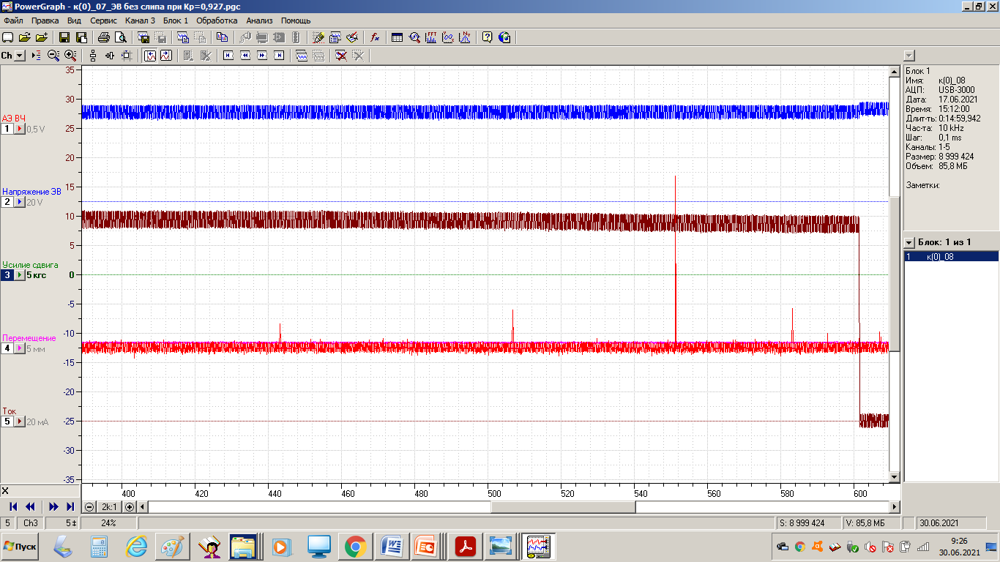 PowerGraph - к(0)_07_ЭВ без слипа при Kp=0,927.pgc
Файл Правка Вид Сервис Канал 3 Блок 1 Обработка Анализ Помощь
Ch
35
30
25
20
15
10
5
0
-5
-10
-15
-20
-25
-30
-35
АЭ ВЧ
1 0,5 V
Напряжение ЭВ
2 20 V
Усилие сдвига
3 5 кгс
Перемещение
4 5 мм
Ток
5 20 мА
400 420 440 460 480 500 520 540 560 580 600
2k:1
Блок 1
Имя: к(0)_08
АЦП: USB-3000
Дата: 17.06.2021
Время: 15:12:00
Длит-ть: 0:14:59,942
Час-та: 10 kHz
Шаг: 0,1 ms
Каналы: 1-5
Размер: 8 999 424
Объем: 85,8 МБ
Заметки:
Блок: 1 из 1
1 к(0)_08
5 Ch3 5 24% S: 8 999 424 V: 85,8 МБ 30.06.2021
Пуск
9:26
30.06.2021